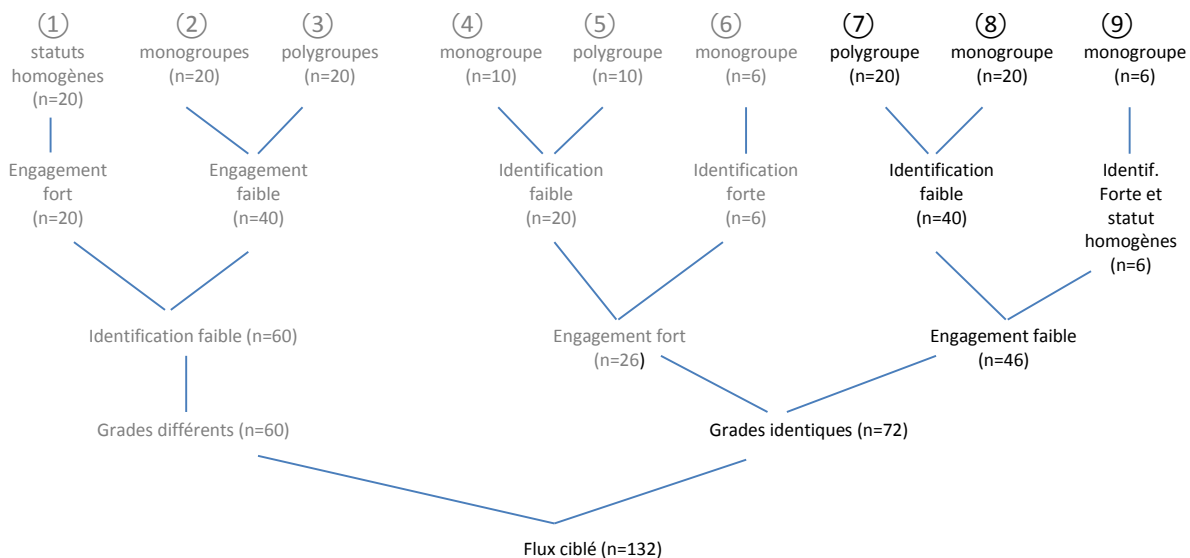 ① ② ③ ④ ⑤ ⑥ ⑦ ⑧ ⑨
statuts monogroupes polygroupes monogroupe polygroupe monogroupe polygroupe monogroupe monogroupe
homogènes (n=20) (n=20) (n=10) (n=10) (n=6) (n=20) (n=20) (n=6)
(n=20)
Engagement Engagement Identification Identification Identification Identif.
fort faible faible forte faible Forte et
(n=20) (n=40) (n=20) (n=6) (n=40) statut
homogènes
(n=6)
Identification faible (n=60) Engagement fort Engagement faible
(n=26) (n=46)
Grades différents (n=60) Grades identiques (n=72)
Flux ciblé (n=132)